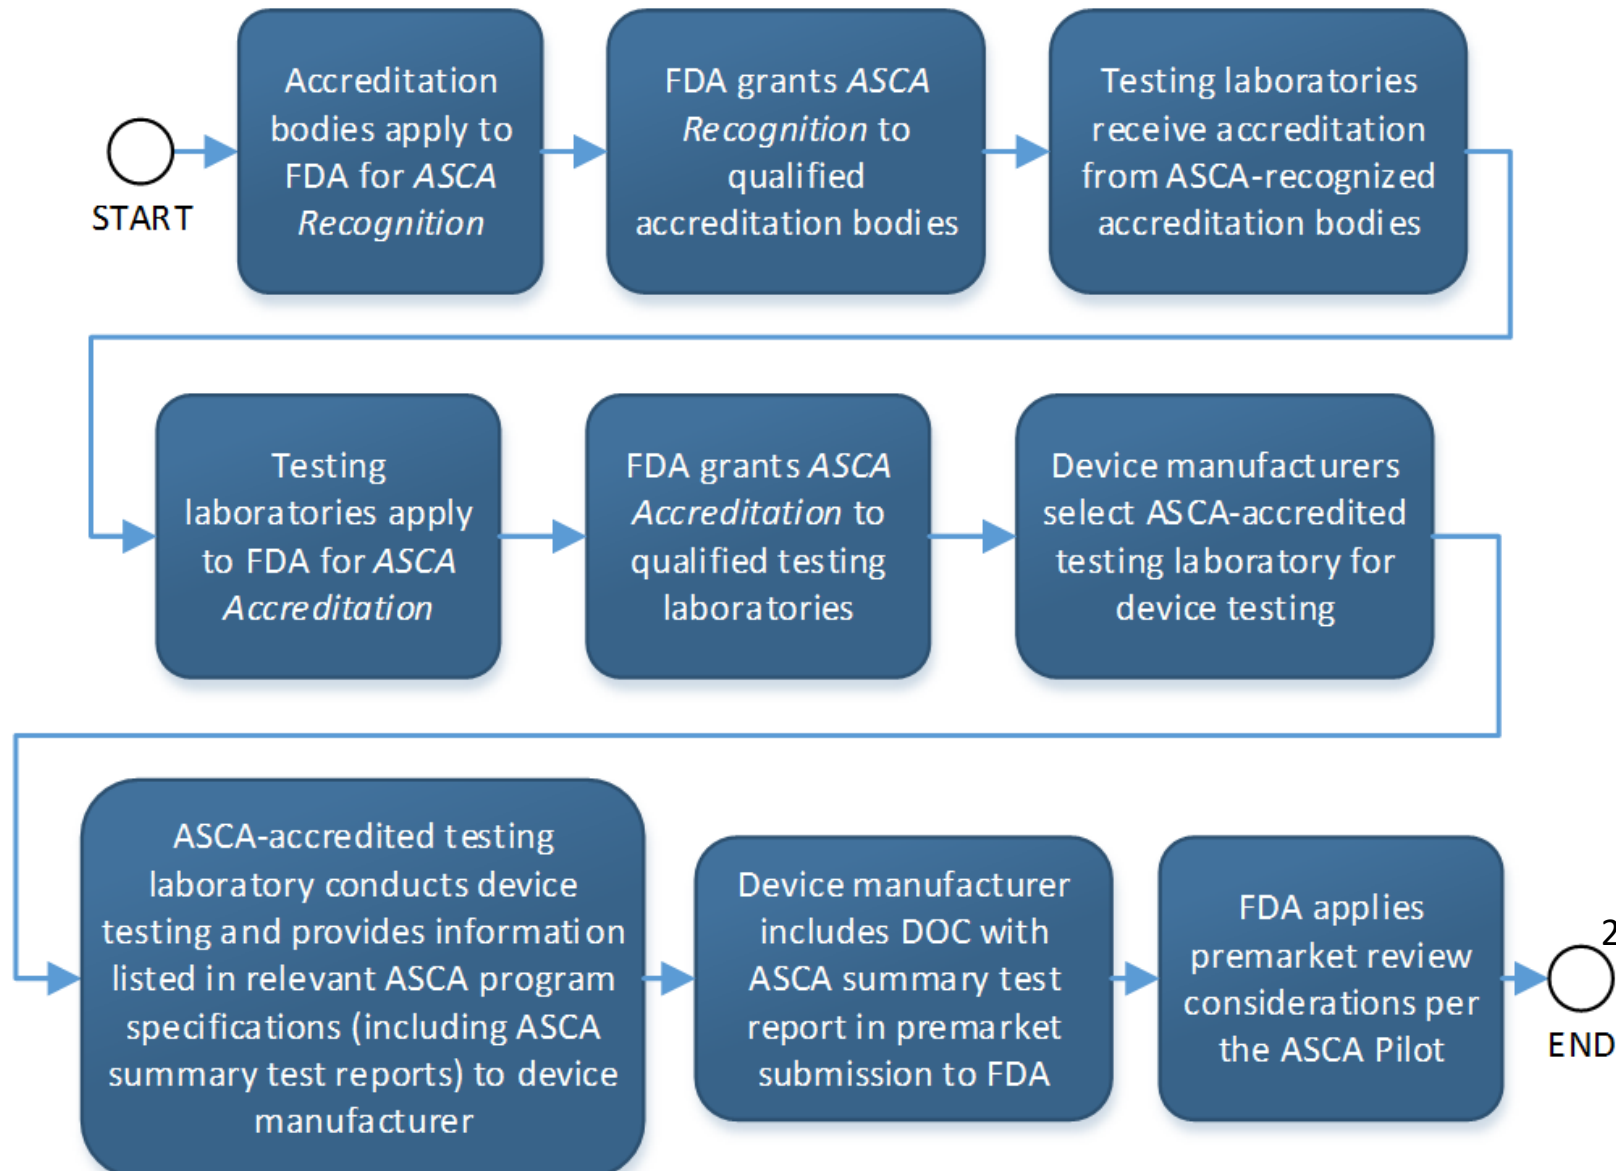 Accreditation
bodies apply to
FDA for ASCA
Recognition
FDA grants ASCA
Recognition to
qualified
accreditation bodies
Testing laboratories
receive accreditation
from ASCA-recognized
accreditation bodies
START
Testing
laboratories apply
to FDA for ASCA
Accreditation
FDA grants ASCA
Accreditation to
qualified testing
laboratories
Device manufacturers
select ASCA-accredited
testing laboratory for
device testing
ASCA-accredited testing
laboratory conducts device
testing and provides information
listed in relevant ASCA program
specifications (including ASCA
summary test reports) to device
manufacturer
Device manufacturer
includes DOC with
ASCA summary test
report in premarket
submission to FDA
FDA applies
premarket review
considerations per
the ASCA Pilot
2
END